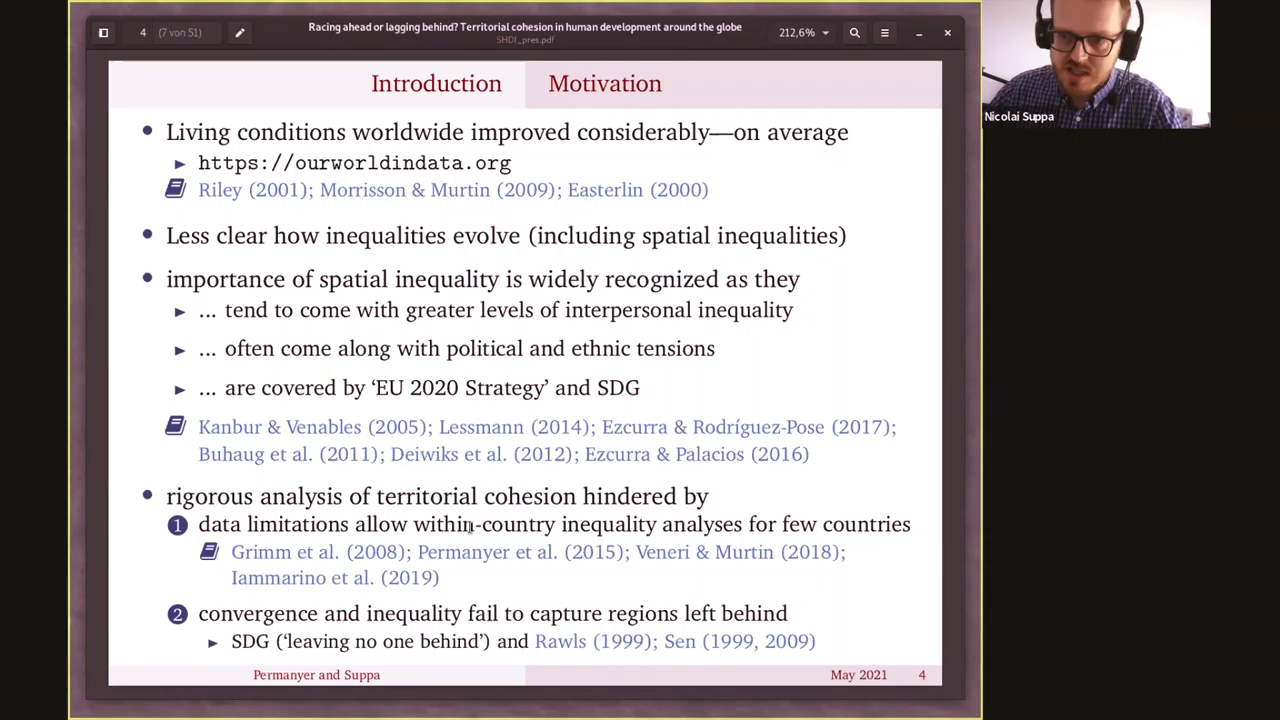 4 (7 von 51)
Racing ahead or lagging behind? Territorial cohesion in human development around the globe
SHDI_pres.pdf
212,6%
Introduction Motivation
Nicolai Suppa
• Living conditions worldwide improved considerably—on average
► https://ourworldindata.org
Riley (2001); Morrisson & Murtin (2009); Easterlin (2000)
• Less clear how inequalities evolve (including spatial inequalities)
• importance of spatial inequality is widely recognized as they
► ... tend to come with greater levels of interpersonal inequality
► ... often come along with political and ethnic tensions
► ... are covered by ‘EU 2020 Strategy’ and SDG
Kanbur & Venables (2005); Lessmann (2014); Ezcurra & Rodríguez-Pose (2017);
Buhaug et al. (2011); Deiwiks et al. (2012); Ezcurra & Palacios (2016)
• rigorous analysis of territorial cohesion hindered by
1 data limitations allow within-country inequality analyses for few countries
Grimm et al. (2008); Permanyer et al. (2015); Veneri & Murtin (2018);
Iammarino et al. (2019)
2 convergence and inequality fail to capture regions left behind
► SDG (‘leaving no one behind’) and Rawls (1999); Sen (1999, 2009)
Permanyer and Suppa May 2021 4